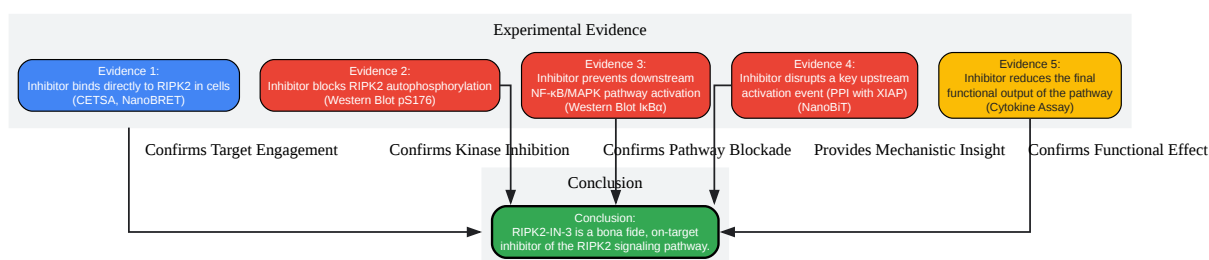 Experimental Evidence
Evidence 1:
Inhibitor binds directly to RIPK2 in cells
(CETSA, NanoBRET)
Evidence 2:
Inhibitor blocks RIPK2 autophosphorylation
(Western Blot pS176)
Evidence 3:
Inhibitor prevents downstream
NF-κB/MAPK pathway activation
(Western Blot IκBα)
Evidence 4:
Inhibitor disrupts a key upstream
activation event (PPI with XIAP)
(NanoBiT)
Evidence 5:
Inhibitor reduces the final
functional output of the pathway
(Cytokine Assay)
Confirms Target Engagement
Confirms Kinase Inhibition
Confirms Pathway Blockade
Provides Mechanistic Insight
Confirms Functional Effect
Conclusion
Conclusion:
RIPK2-IN-3 is a bona fide, on-target
inhibitor of the RIPK2 signaling pathway.